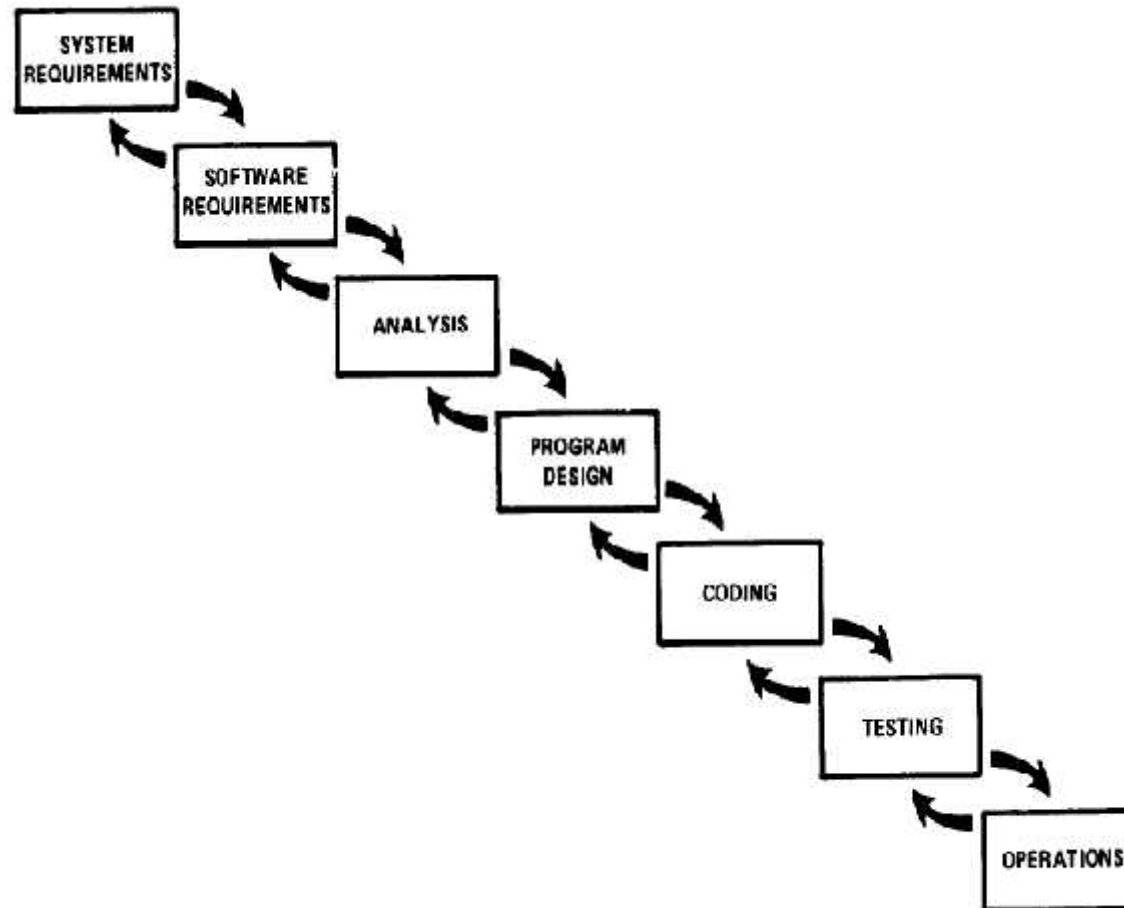 SYSTEM
REQUIREMENTS
SOFTWARE
REQUIREMENTS
ANALYSIS
PROGRAM
DESIGN
CODING
TESTING
OPERATIONS